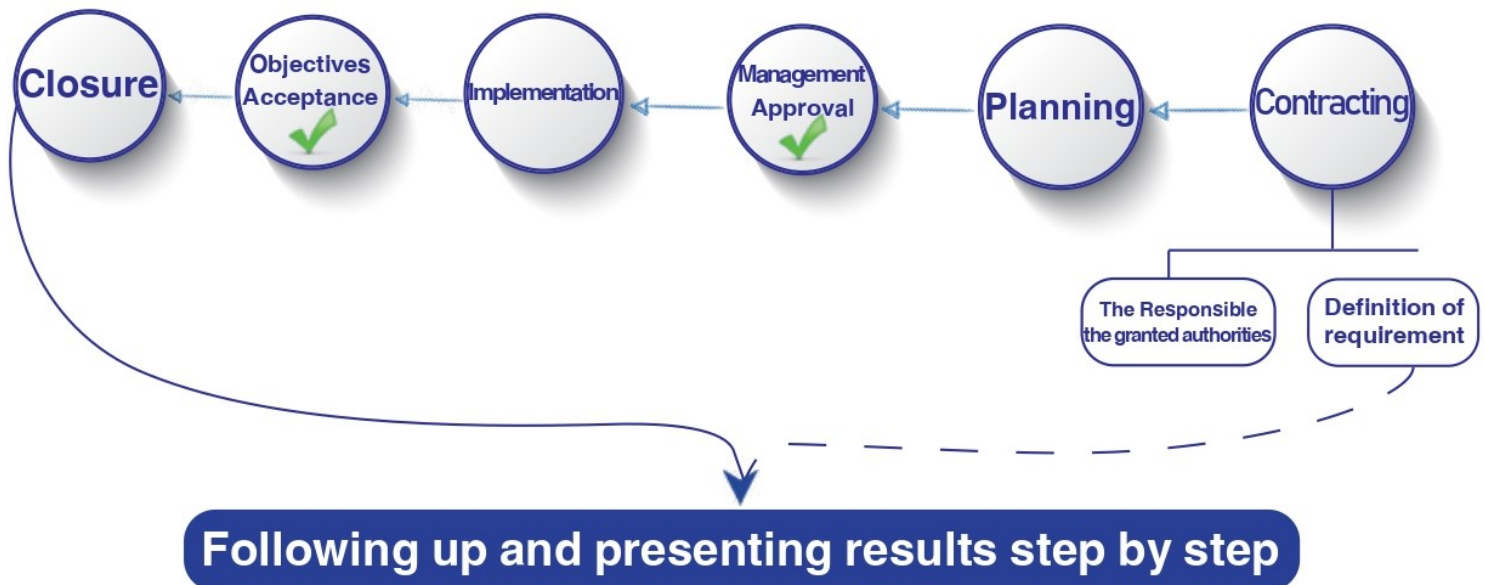 Closure
Objectives
Acceptance
Implementation
Management
Approval
Planning
Contracting
The Responsible
the granted authorities
Definition of
requirement
Following up and presenting results step by step